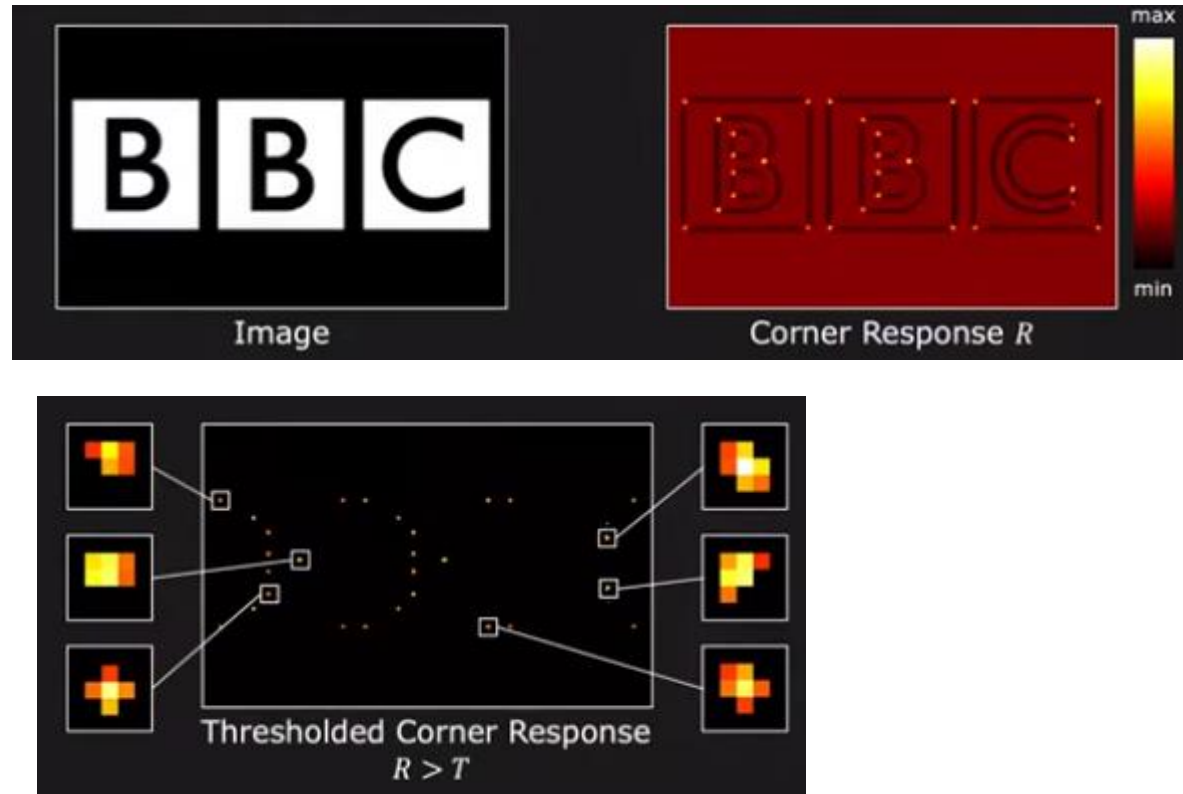 BBC
max
min
Image
Corner Response R
Thresholded Corner Response
R > T